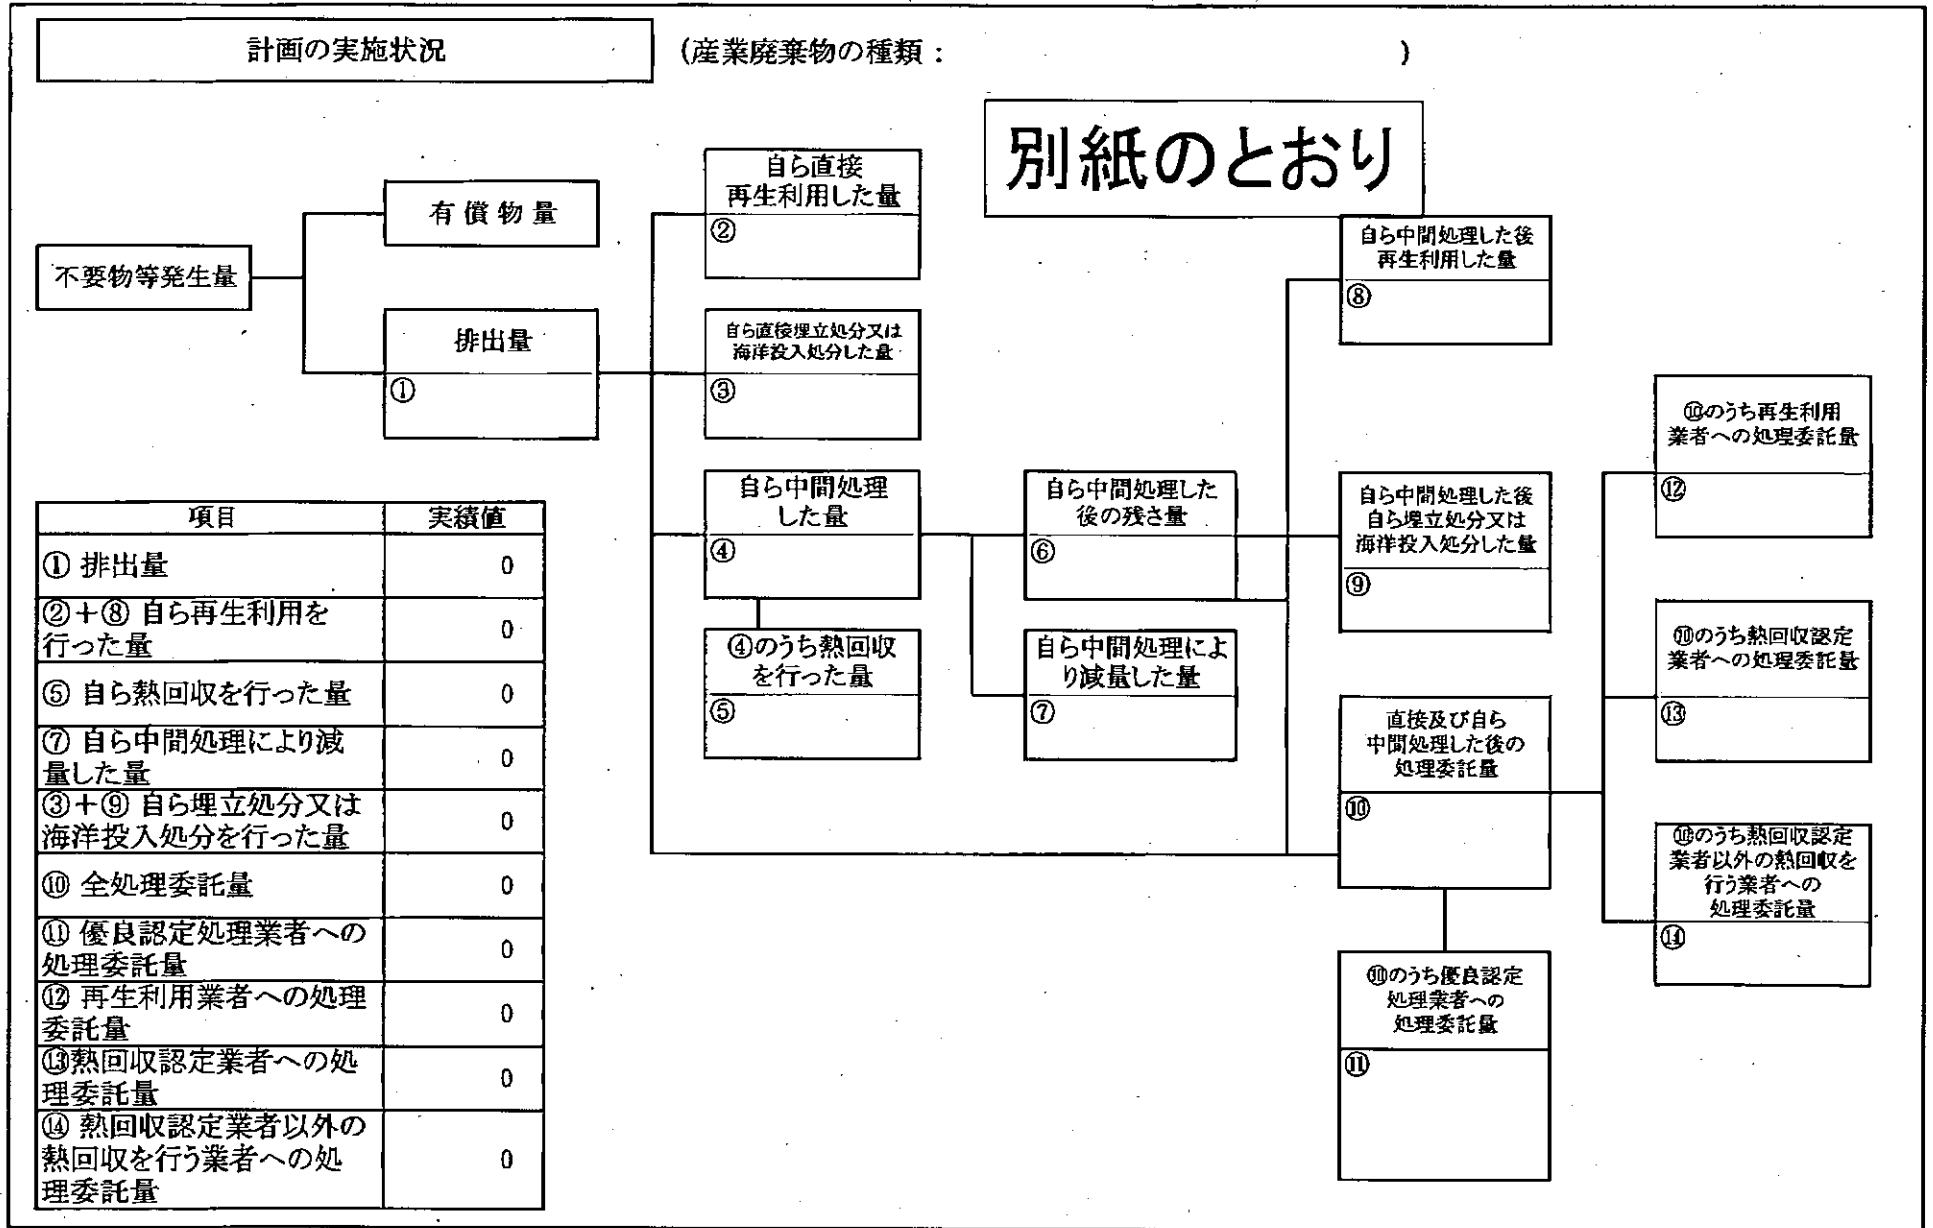 計画の実施状況
(産業廃棄物の種類： )
別紙のとおり
不要物等発生量
有償物量
排出量
①
自ら直接
再生利用した量
②
自ら直接埋立処分又は
海洋投入処分した量
③
自ら中間処理
した量
④
④のうち熱回収
を行った量
⑤
自ら中間処理した
後の残さ量
⑥
自ら中間処理によ
り減量した量
⑦
自ら中間処理した後
再生利用した量
⑧
自ら中間処理した後
自ら埋立処分又は
海洋投入処分した量
⑨
直接及び自ら
中間処理した後の
処理委託量
⑩
⑩のうち優良認定
処理業者への
処理委託量
⑪
⑩のうち再生利用
業者への処理委託量
⑫
⑩のうち熱回収認定
業者への処理委託量
⑬
⑩のうち熱回収認定
業者以外の熱回収を
行う業者への
処理委託量
⑭
項目 実績値
① 排出量 0
②＋⑧ 自ら再生利用を
行った量 0
⑤ 自ら熱回収を行った量 0
⑦ 自ら中間処理により減
量した量 0
③＋⑨ 自ら埋立処分又は
海洋投入処分を行った量 0
⑩ 全処理委託量 0
⑪ 優良認定処理業者への
処理委託量 0
⑫ 再生利用業者への処理
委託量 0
⑬熱回収認定業者への処
理委託量 0
⑭ 熱回収認定業者以外の
熱回収を行う業者への処 0
理委託量